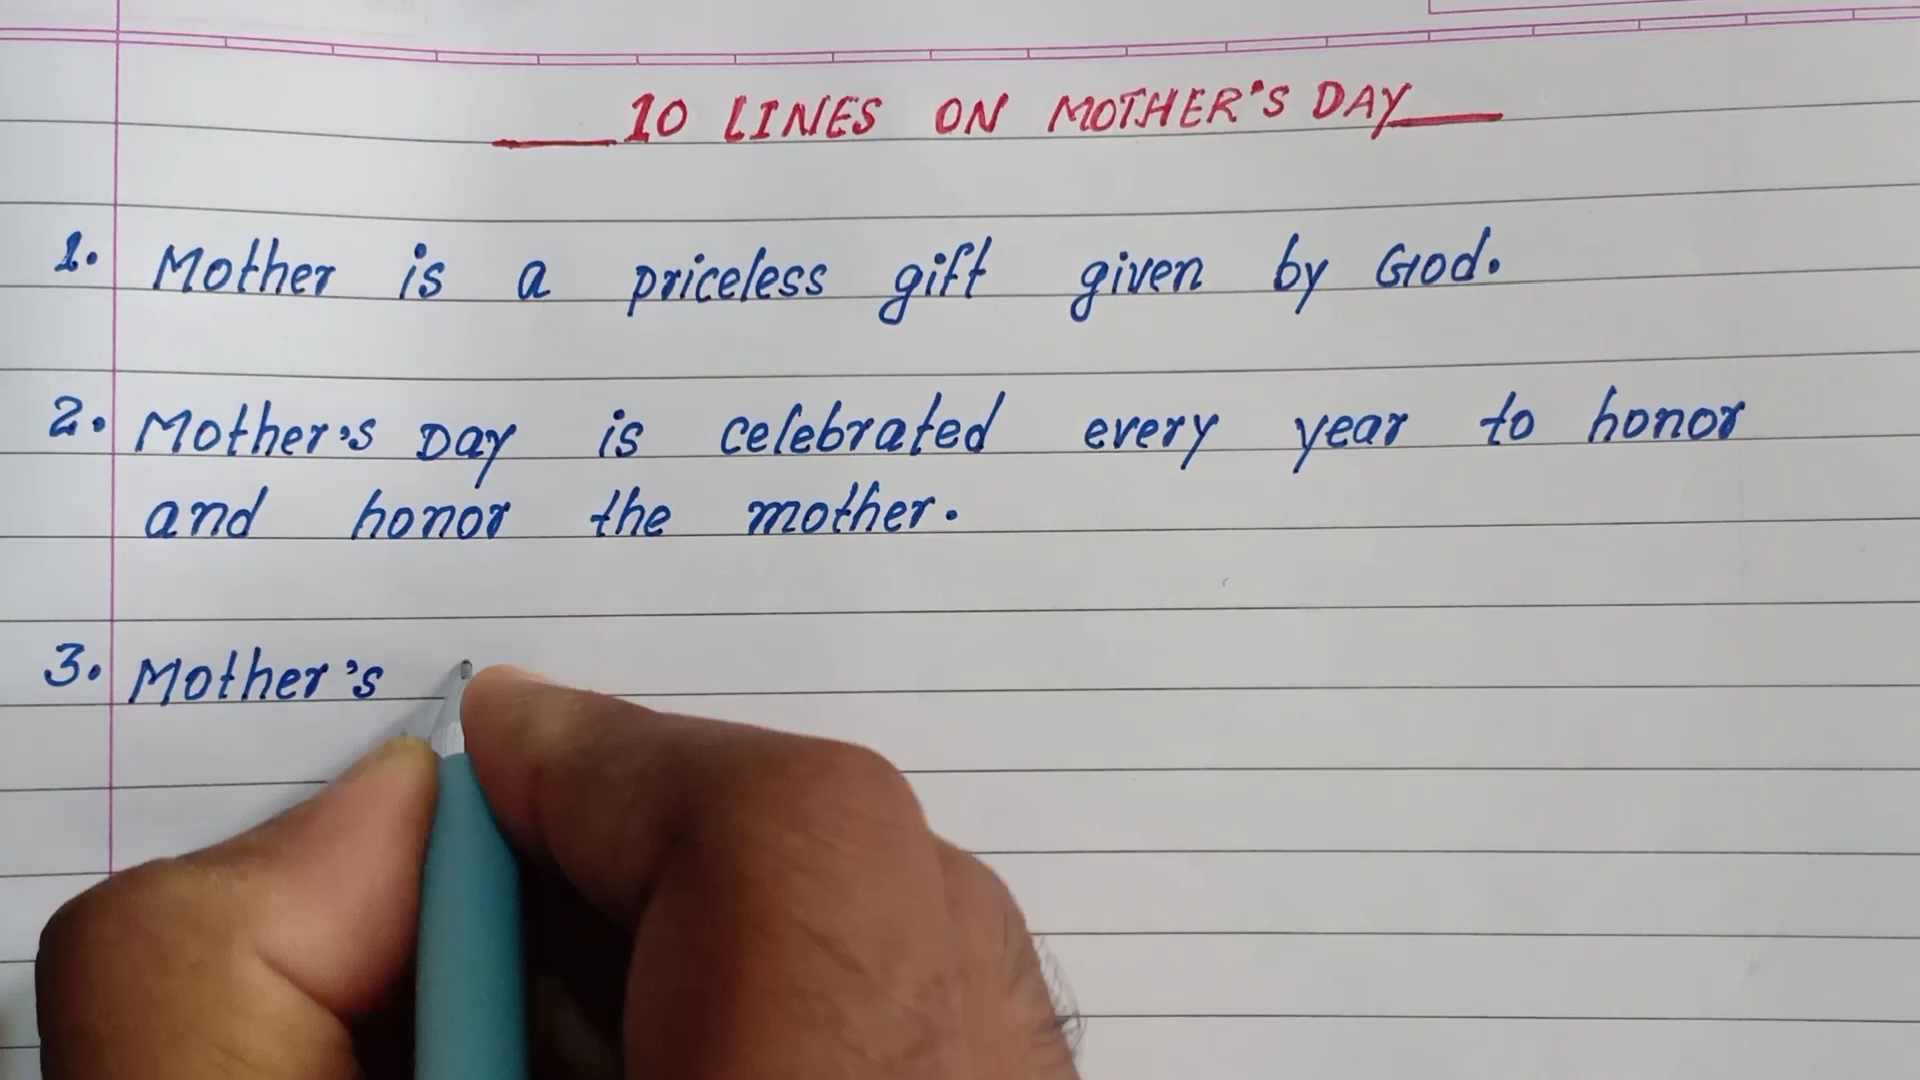 10 LINES ON MOTHER'S DAY
1. Mother is a priceless gift given by God.
2. Mother's Day is celebrated every year to honor
and honor the mother.
3. Mother's